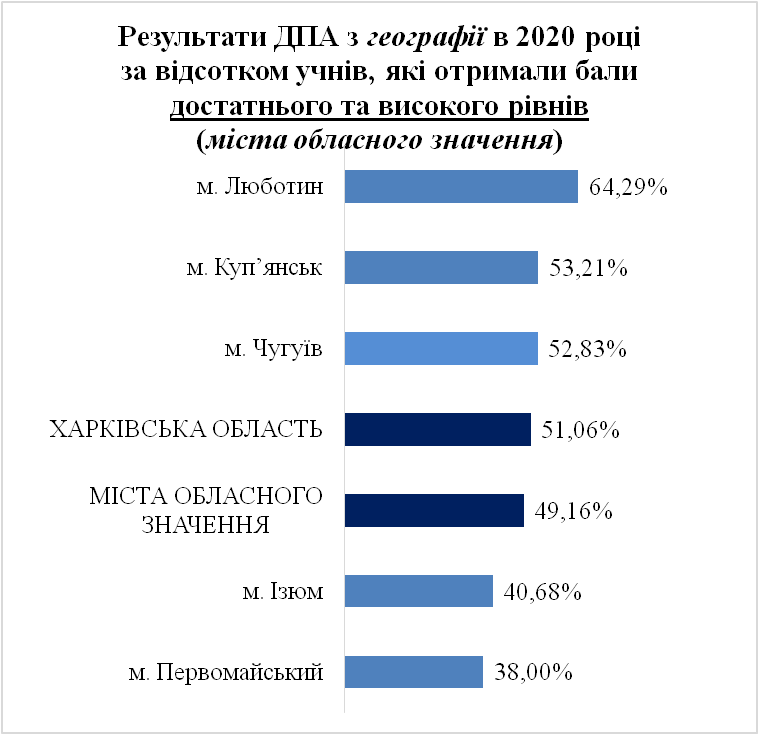 Результати ДПА з географії в 2020 році
за відсотком учнів, які отримали бали
достатнього та високого рівнів
(міста обласного значення)
м. Люботин 64,29%
м. Куп’янськ 53,21%
м. Чугуїв 52,83%
ХАРКІВСЬКА ОБЛАСТЬ 51,06%
МІСТА ОБЛАСНОГО
ЗНАЧЕННЯ 49,16%
м. Ізюм 40,68%
м. Первомайський 38,00%